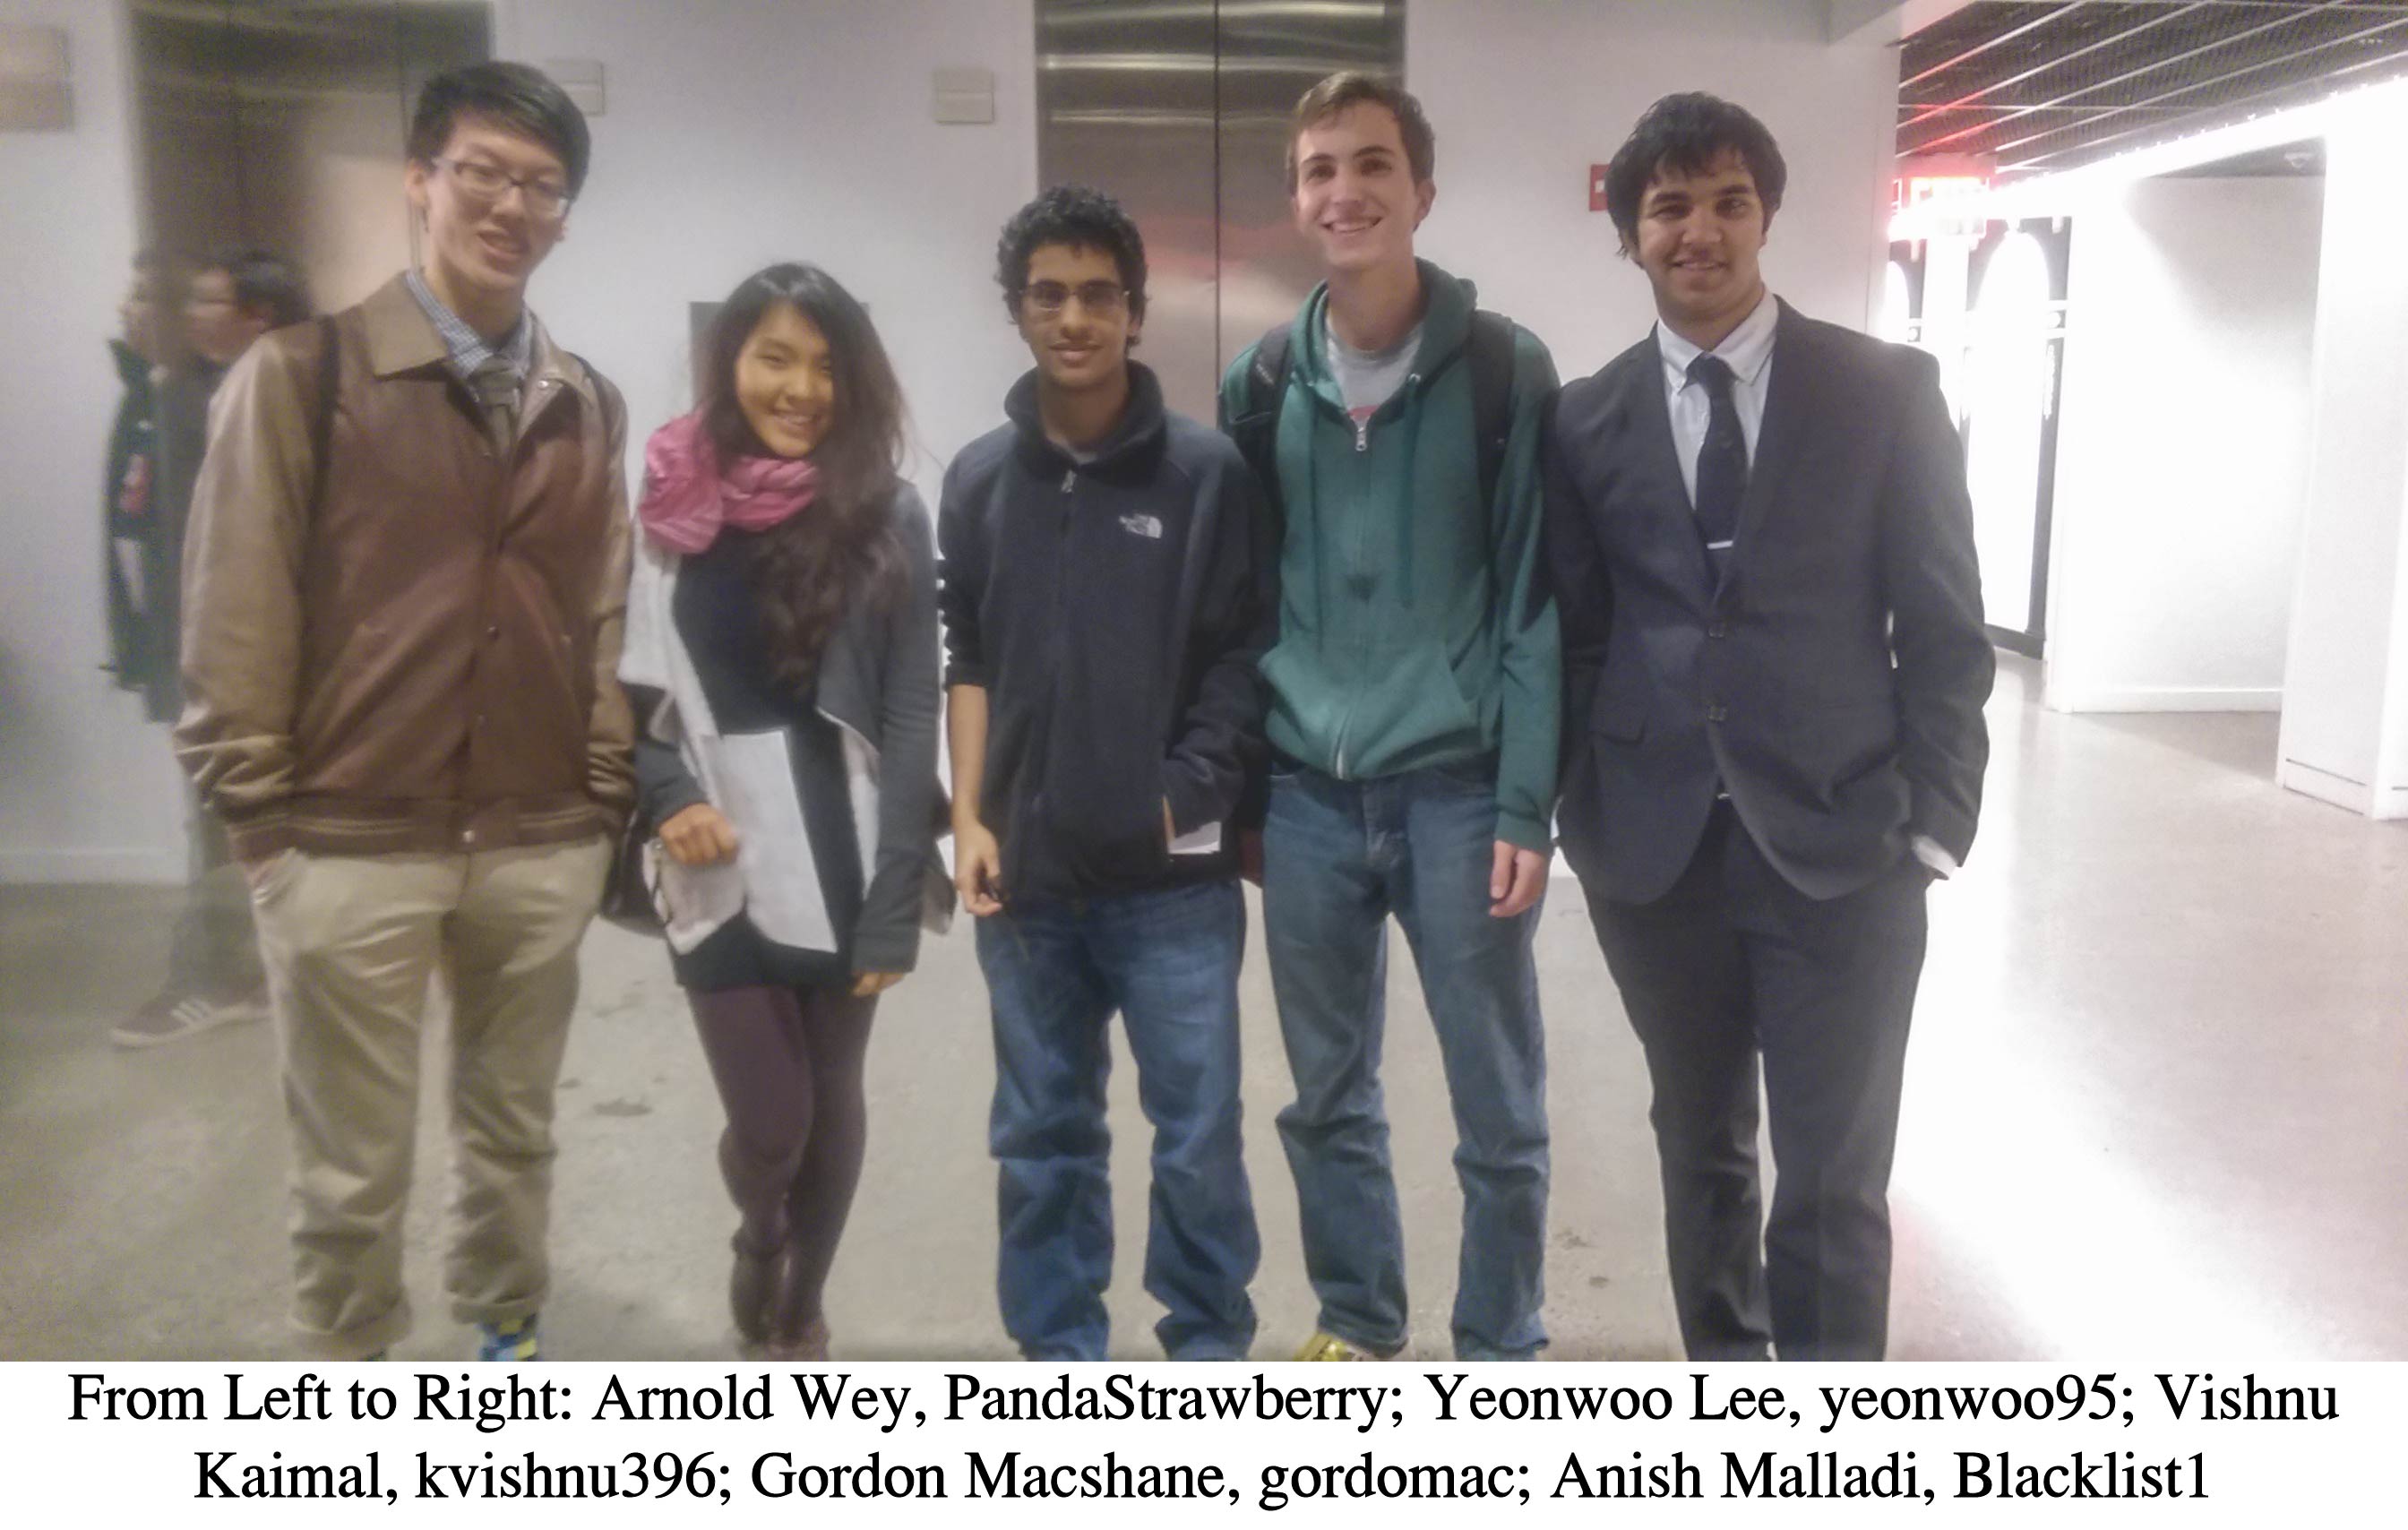 From Left to Right: Arnold Wey, PandaStrawberry; Yeonwoo Lee, yeonwoo95; Vishnu
Kaimal, kvishnu396; Gordon Macshane, gordomac; Anish Malladi, Blacklist1